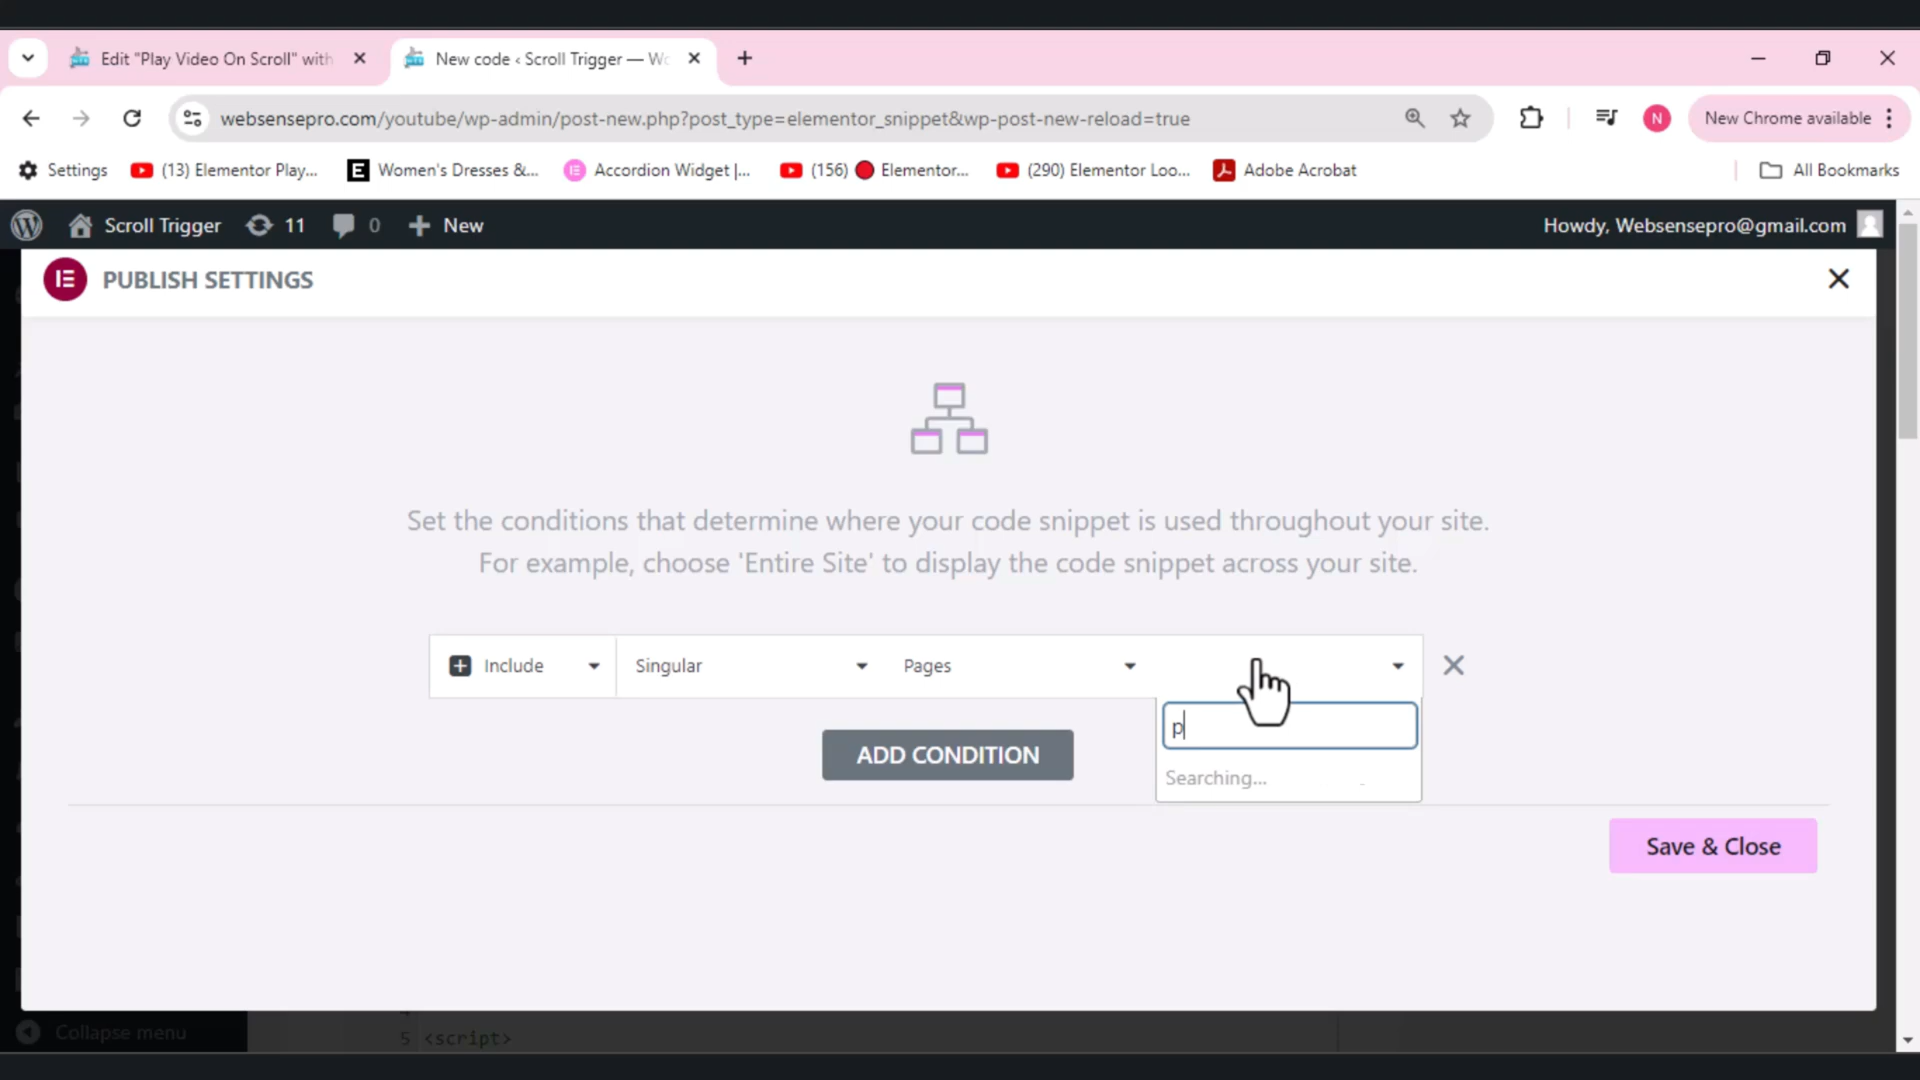 Edit "Play Video On Scroll" with
New code ‹ Scroll Trigger — Wo
websensepro.com/youtube/wp-admin/post-new.php?post_type=elementor_snippet&wp-post-new-reload=true
N
New Chrome available
Settings
(13) Elementor Play...
E
Women's Dresses &...
Accordion Widget |...
(156)
Elementor...
(290) Elementor Loo...
Adobe Acrobat
All Bookmarks
Scroll Trigger
11
0
New
Howdy, Websensepro@gmail.com
PUBLISH SETTINGS
Set the conditions that determine where your code snippet is used throughout your site.
For example, choose 'Entire Site' to display the code snippet across your site.
Include
Singular
Pages
p
Searching...
ADD CONDITION
Save & Close
Collapse menu
5 <script>